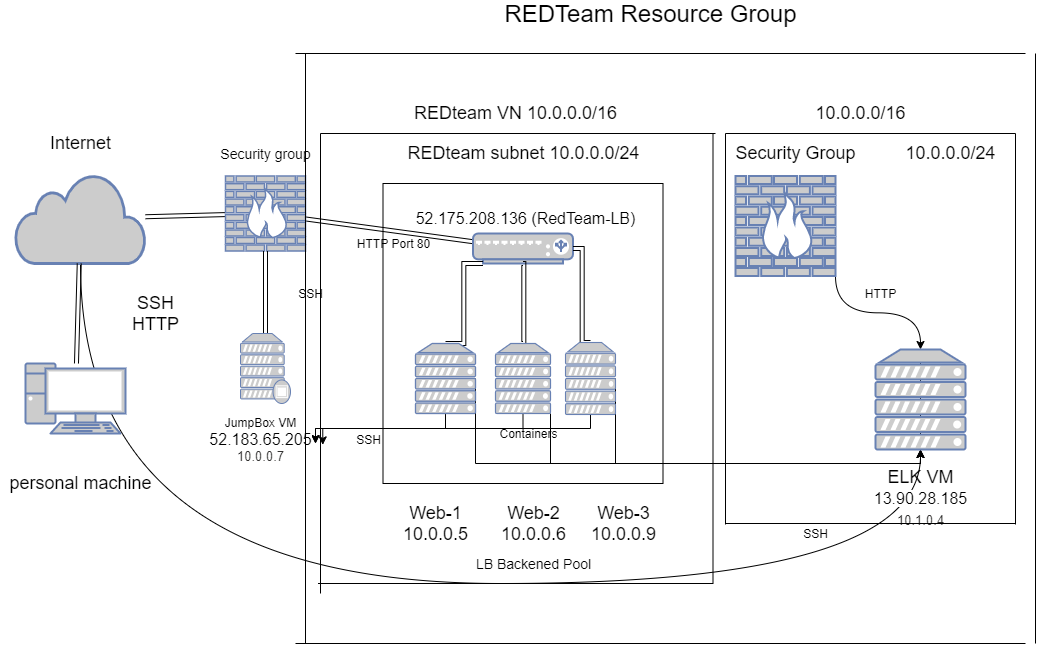 REDTeam Resource Group
REDteam VN 10.0.0.0/16
10.0.0.0/16
Internet
Security group
REDteam subnet 10.0.0.0/24
Security Group
10.0.0.0/24
52.175.208.136 (RedTeam-LB)
HTTP Port 80
SSH
HTTP
SSH
HTTP
JumpBox VM
52.183.65.205
10.0.0.7
SSH
Containers
personal machine
ELK VM
13.90.28.185
10.1.0.4
Web-1
10.0.0.5
Web-2
10.0.0.6
Web-3
10.0.0.9
SSH
LB Backened Pool